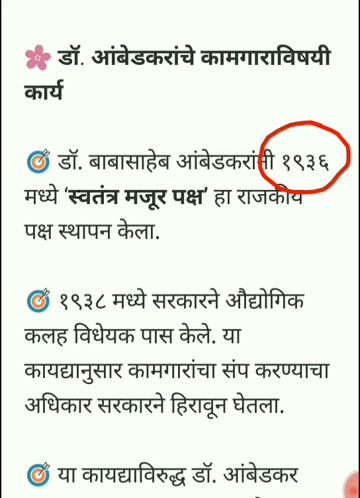 डॉ. आंबेडकरांचे कामगाराविषयी
कार्य
डॉ. बाबासाहेब आंबेडकरांनी १९३६
मध्ये ‘स्वतंत्र मजूर पक्ष’ हा राजकीय
पक्ष स्थापन केला.
१९३८ मध्ये सरकारने औद्योगिक
कलह विधेयक पास केले. या
कायद्यानुसार कामगारांचा संप करण्याचा
अधिकार सरकारने हिरावून घेतला.
या कायद्याविरुद्ध डॉ. आंबेडकर